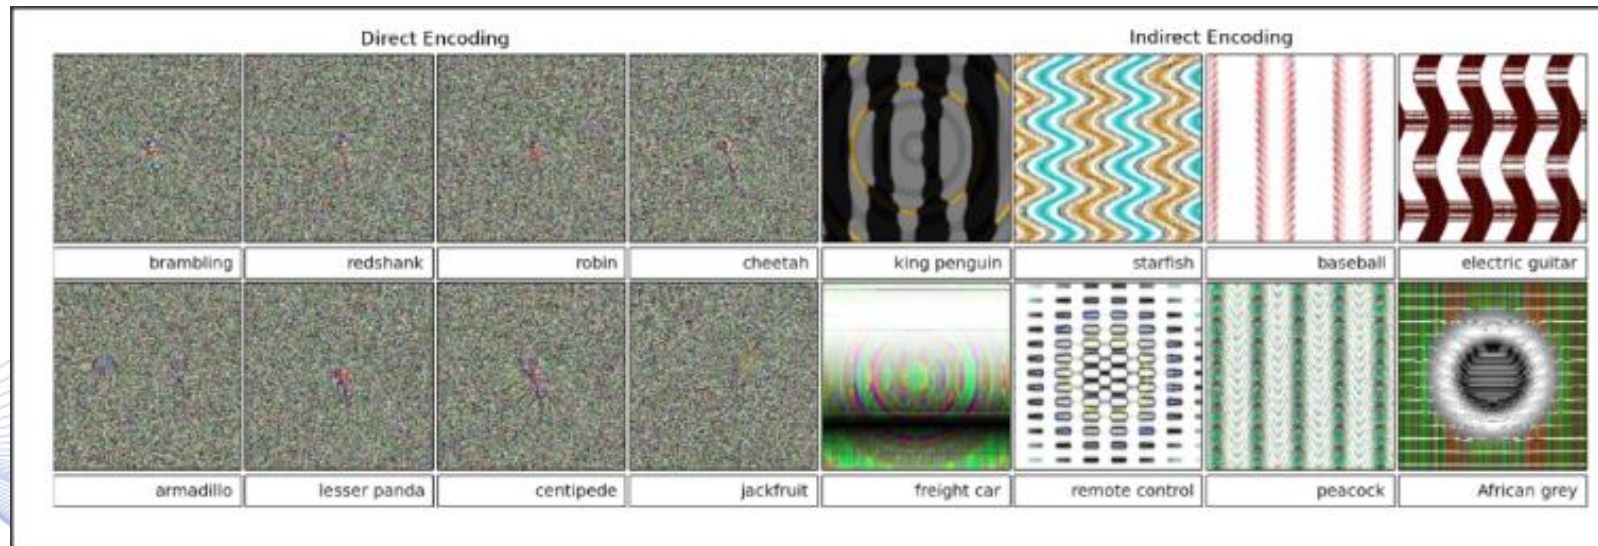 Direct Encoding Indirect Encoding
brambling redshank robin cheetah king penguin starfish baseball electric guitar
armadillo lesser panda centipede jackfruit freight car remote control peacock African grey